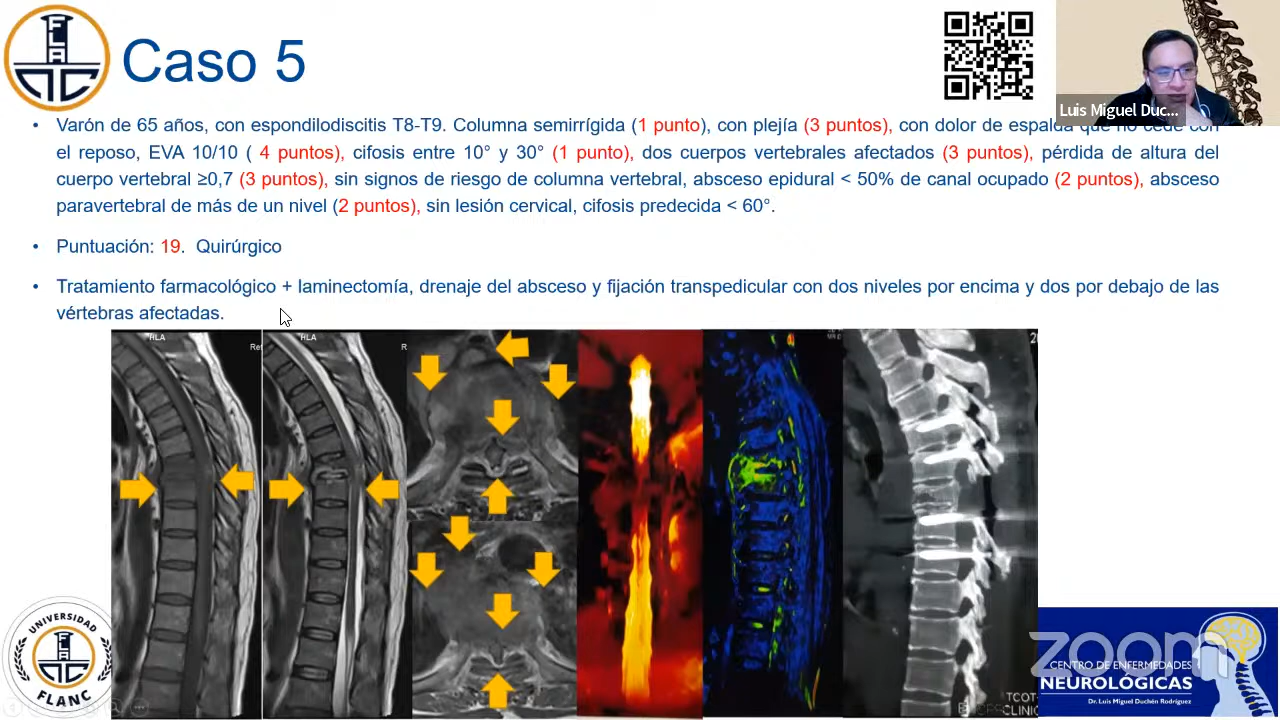 Caso 5
Luis Miguel Duc...
• Varón de 65 años, con espondilodiscitis T8-T9. Columna semirrígida (1 punto), con plejía (3 puntos), con dolor de espalda que no cede con
el reposo, EVA 10/10 ( 4 puntos), cifosis entre 10° y 30° (1 punto), dos cuerpos vertebrales afectados (3 puntos), pérdida de altura del
cuerpo vertebral ≥0,7 (3 puntos), sin signos de riesgo de columna vertebral, absceso epidural < 50% de canal ocupado (2 puntos), absceso
paravertebral de más de un nivel (2 puntos), sin lesión cervical, cifosis predecida < 60°.
• Puntuación: 19. Quirúrgico
• Tratamiento farmacológico + laminectomía, drenaje del absceso y fijación transpedicular con dos niveles por encima y dos por debajo de las
vértebras afectadas.
HLA
Ret
HLA
R
UNIVERSIDAD
FLANC
zoom
CENTRO DE ENFERMEDADES
NEUROLÓGICAS
Dr. Luis Miguel Duchén Rodríguez
TCOT-
CLINIC